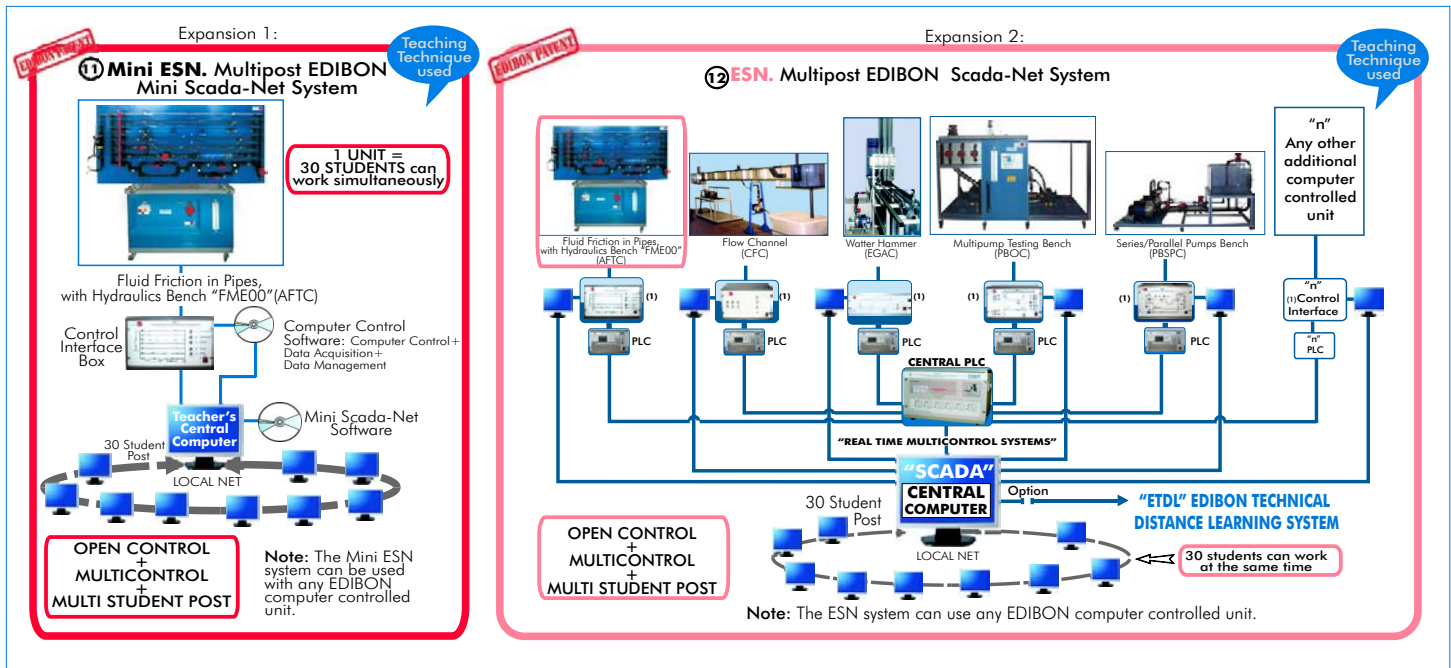 Expansion 1:
EDIBON PATENT
Teaching
Technique
used
11 Mini ESN. Multipost EDIBON
Mini Scada-Net System
1 UNIT =
30 STUDENTS can
work simultaneously
Fluid Friction in Pipes,
with Hydraulics Bench "FME00"(AFTC)
Control
Interface
Box
Computer Control
Software: Computer Control+
Data Acquisition+
Data Management
Teacher's
Central
Computer
Mini Scada-Net
Software
30 Student
Post
LOCAL NET
OPEN CONTROL
+
MULTICONTROL
+
MULTI STUDENT POST
Note: The Mini ESN
system can be used
with any EDIBON
computer controlled
unit.
Expansion 2:
EDIBON PATENT
Teaching
Technique
used
12 ESN. Multipost EDIBON Scada-Net System
Fluid Friction in Pipes,
with Hydraulics Bench "FME00"
(AFTC)
Flow Channel
(CFC)
Watter Hammer
(EGAC)
Multipump Testing Bench
(PBOC)
Series/Parallel Pumps Bench
(PBSPC)
"n"
Any other
additional
computer
controlled
unit
(1)
(1)
(1)
(1)
(1)
"n"
(1) Control
Interface
PLC
PLC
PLC
PLC
PLC
"n"
PLC
CENTRAL PLC
"REAL TIME MULTICONTROL SYSTEMS"
"SCADA"
CENTRAL
COMPUTER
Option
"ETDL" EDIBON TECHNICAL
DISTANCE LEARNING SYSTEM
30 Student
Post
LOCAL NET
30 students can work
at the same time
OPEN CONTROL
+
MULTICONTROL
+
MULTI STUDENT POST
Note: The ESN system can use any EDIBON computer controlled unit.